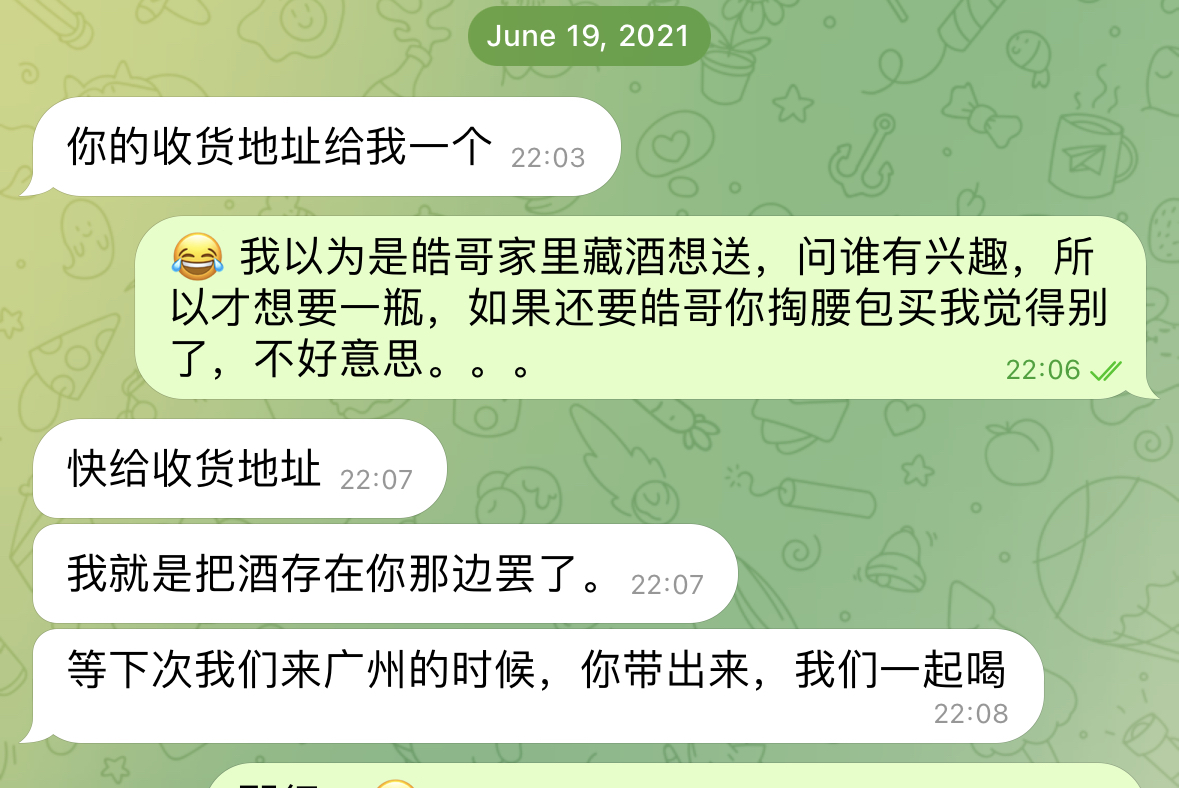 June 19, 2021
你的收货地址给我一个 22:03
😂 我以为是皓哥家里藏酒想送，问谁有兴趣，所
以才想要一瓶，如果还要皓哥你掏腰包买我觉得别
了，不好意思。。。 22:06
快给收货地址 22:07
我就是把酒存在你那边罢了。 22:07
等下次我们来广州的时候，你带出来，我们一起喝
22:08